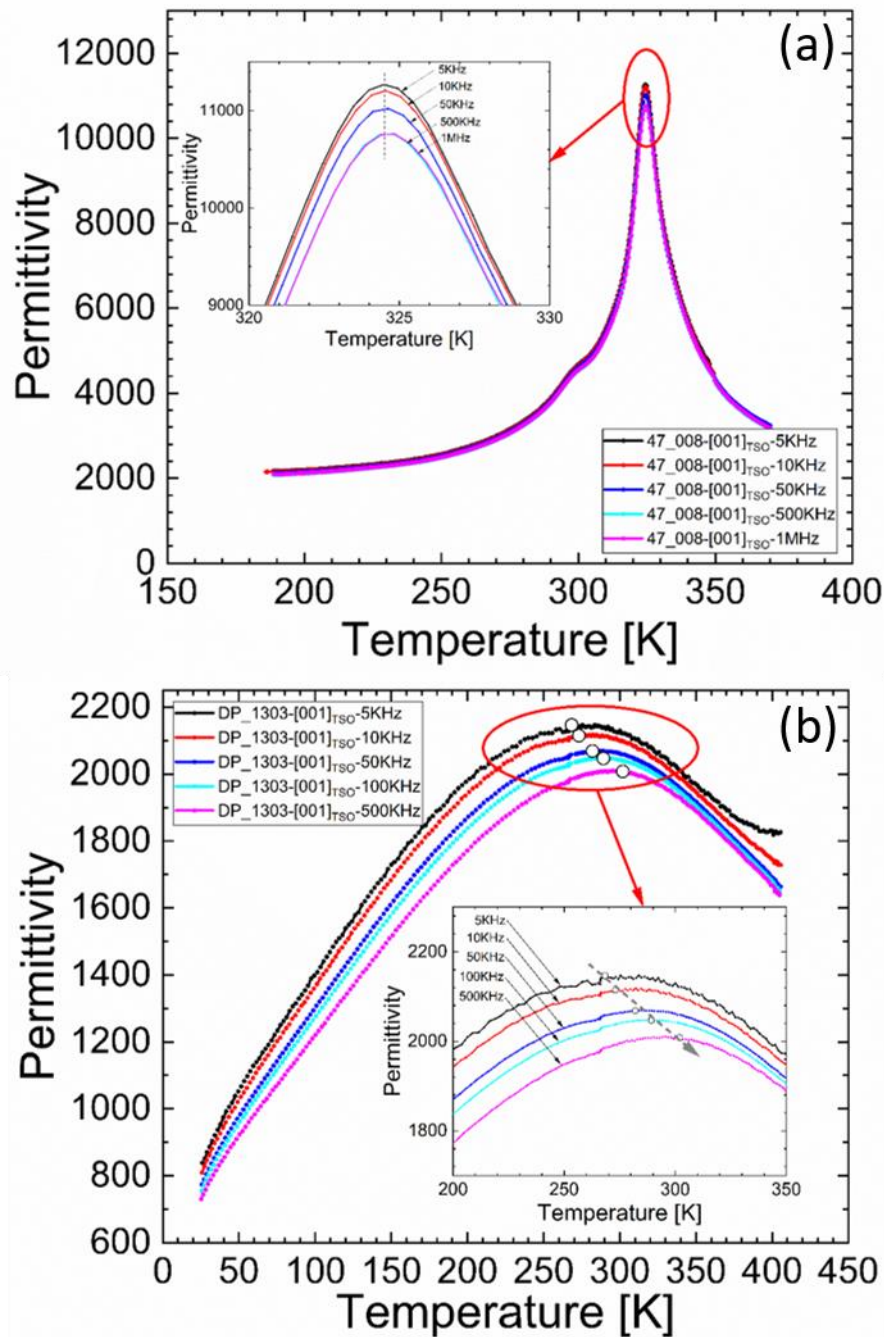 (a)
12000
10000
8000
6000
4000
2000
0
Permittivity
11000
10000
9000
Permittivity
5KHz
10KHz
50KHz
500KHz
1MHz
320 325 330
Temperature [K]
47_008-[001]TSO-5KHz
47_008-[001]TSO-10KHz
47_008-[001]TSO-50KHz
47_008-[001]TSO-500KHz
47_008-[001]TSO-1MHz
150 200 250 300 350 400
Temperature [K]
(b)
2200
2000
1800
1600
1400
1200
1000
800
600
Permittivity
DP_1303-[001]TSO-5KHz
DP_1303-[001]TSO-10KHz
DP_1303-[001]TSO-50KHz
DP_1303-[001]TSO-100KHz
DP_1303-[001]TSO-500KHz
2200
2000
1800
Permittivity
5KHz
10KHz
50KHz
100KHz
500KHz
200 250 300 350
Temperature [K]
0 50 100 150 200 250 300 350 400 450
Temperature [K]